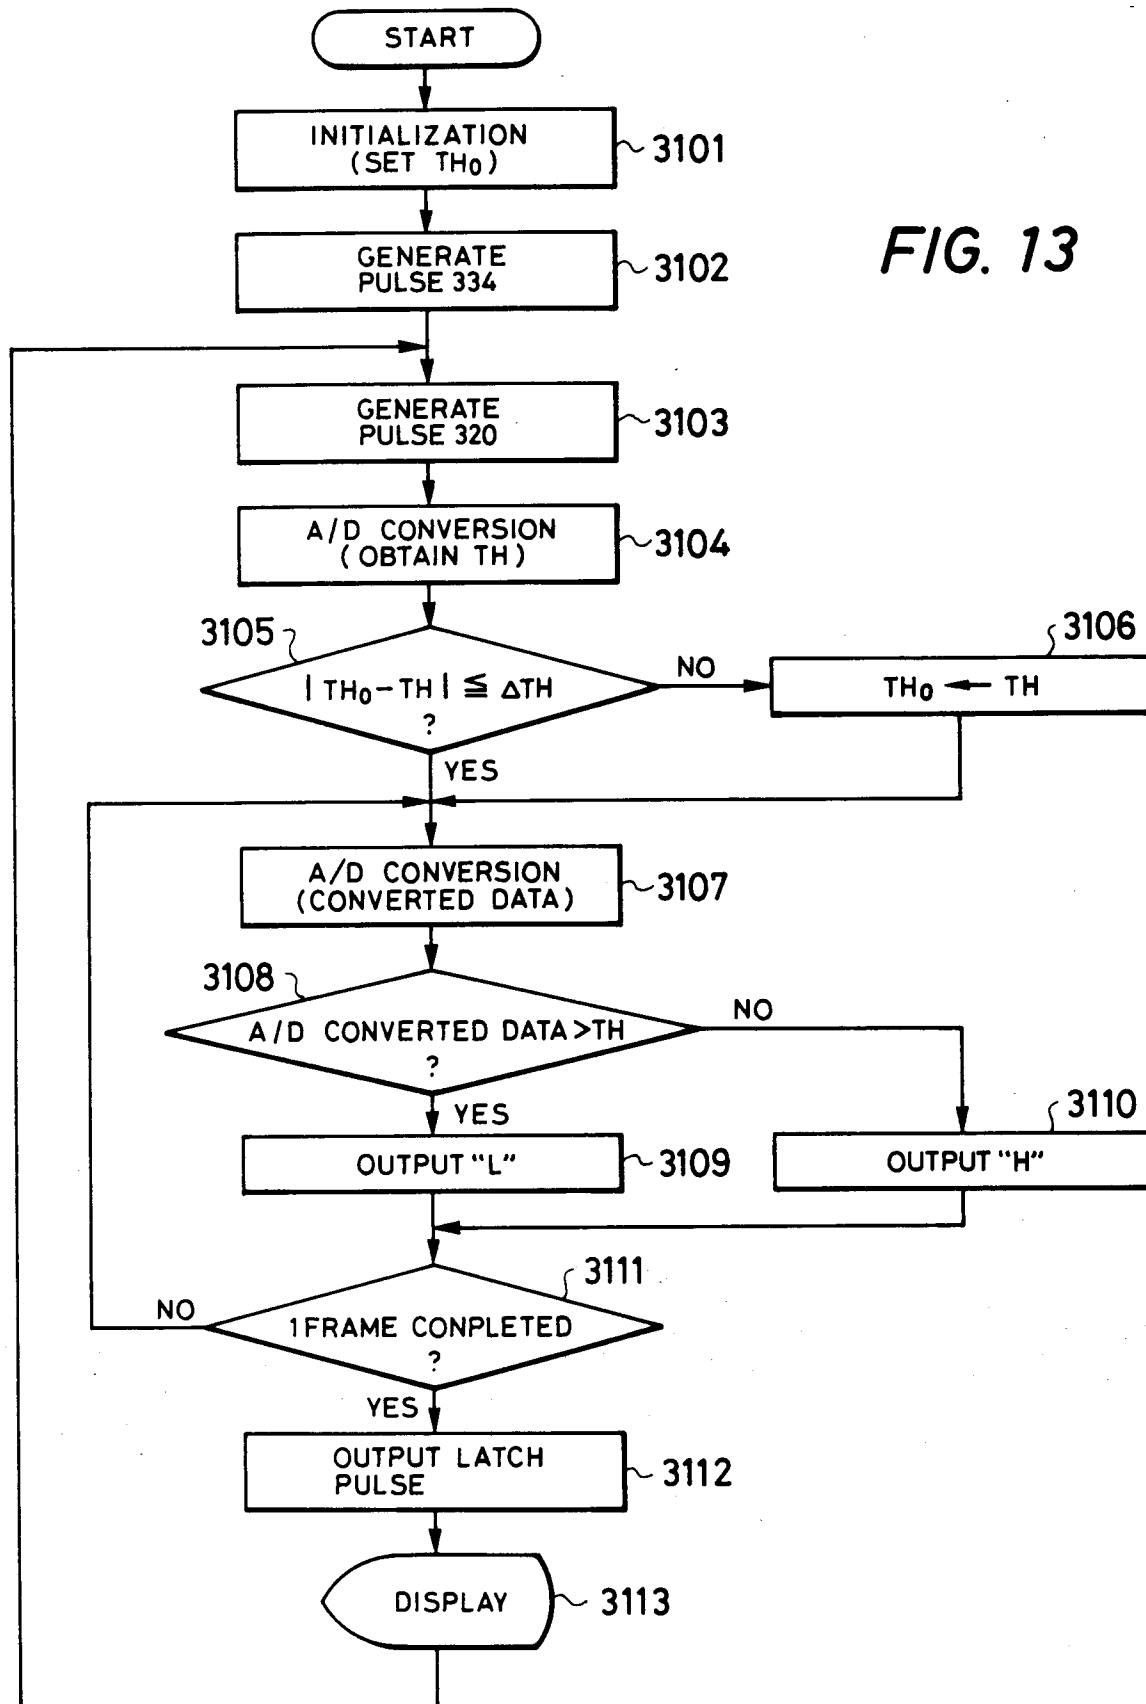 START
INITIALIZATION
(SET TH₀)
3101
FIG. 13
GENERATE
PULSE 334
3102
GENERATE
PULSE 320
3103
A/D CONVERSION
(OBTAIN TH)
3104
3105
| TH₀ − TH | ≦ ΔTH
?
NO
3106
TH₀ ← TH
YES
A/D CONVERSION
(CONVERTED DATA)
3107
3108
A/D CONVERTED DATA > TH
?
NO
YES
3110
OUTPUT "L"
3109
OUTPUT "H"
3111
NO
1 FRAME CONPLETED
?
YES
OUTPUT LATCH
PULSE
3112
DISPLAY
3113